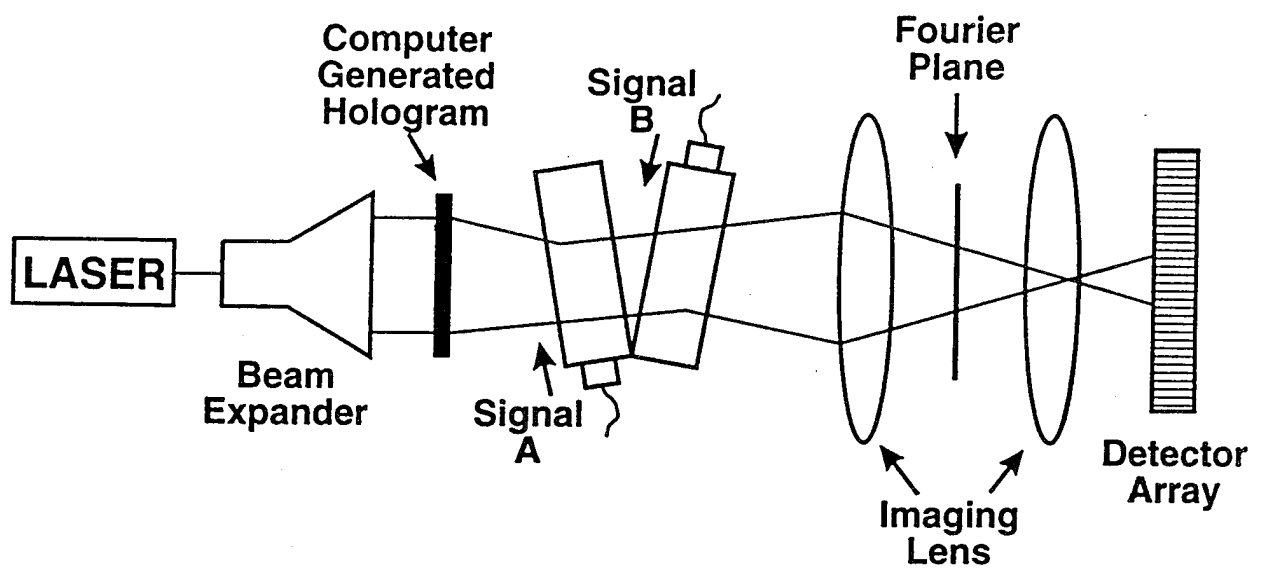 Computer
Generated
Hologram
Signal
B
Fourier
Plane
LASER
Beam
Expander
Signal
A
Imaging
Lens
Detector
Array